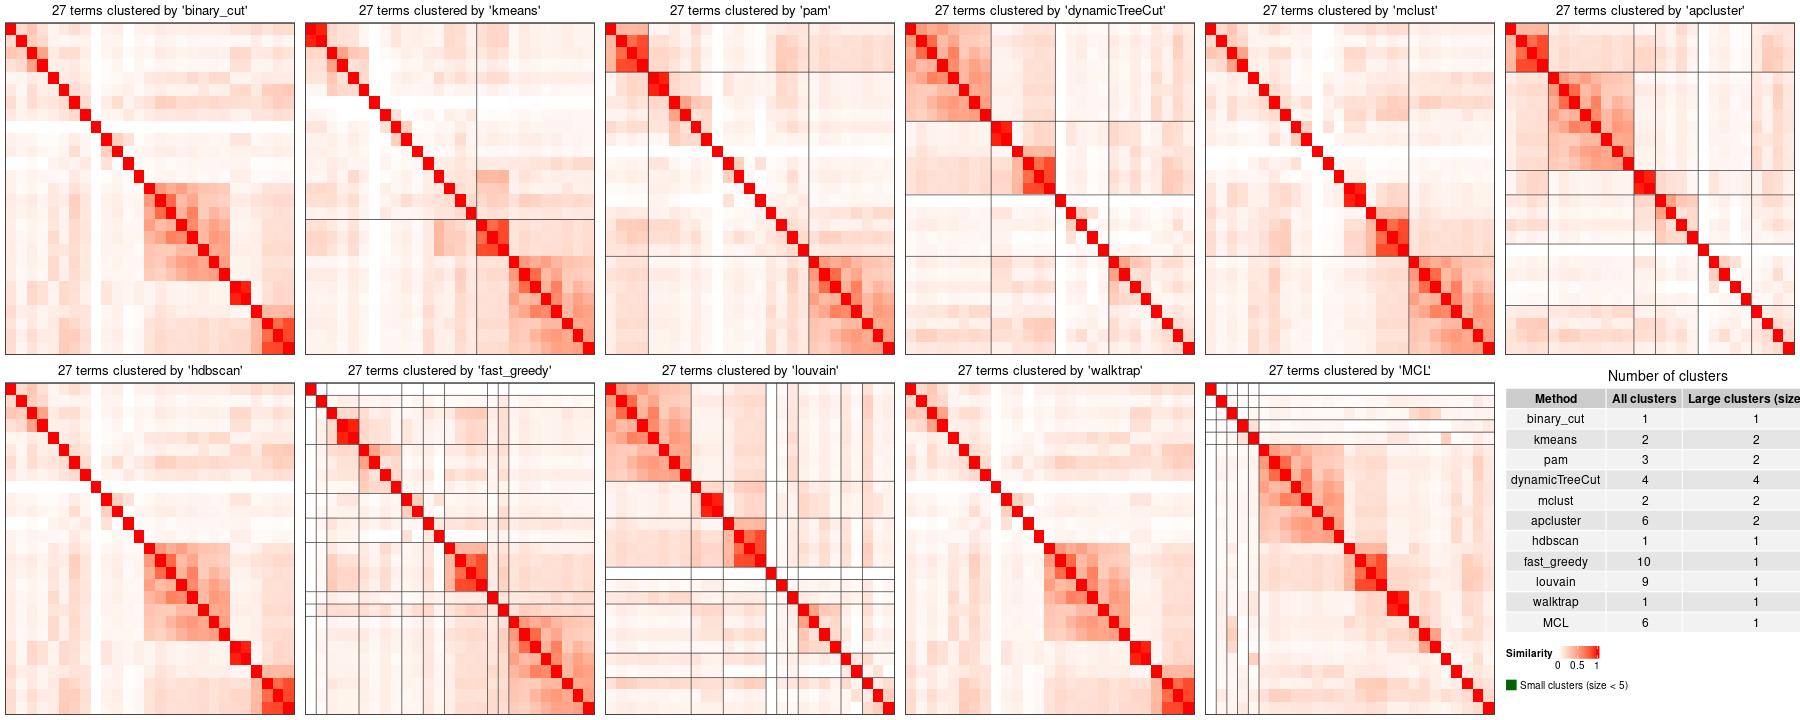 27 terms clustered by 'binary_cut'
27 terms clustered by 'kmeans'
27 terms clustered by 'pam'
27 terms clustered by 'dynamicTreeCut'
27 terms clustered by 'mclust'
27 terms clustered by 'apcluster'
27 terms clustered by 'hdbscan'
27 terms clustered by 'fast_greedy'
27 terms clustered by 'louvain'
27 terms clustered by 'walktrap'
27 terms clustered by 'MCL'
Number of clusters
Method All clusters Large clusters (size
binary_cut 1 1
kmeans 2 2
pam 3 2
dynamicTreeCut 4 4
mclust 2 2
apcluster 6 2
hdbscan 1 1
fast_greedy 10 1
louvain 9 1
walktrap 1 1
MCL 6 1
Similarity
0 0.5 1
Small clusters (size < 5)